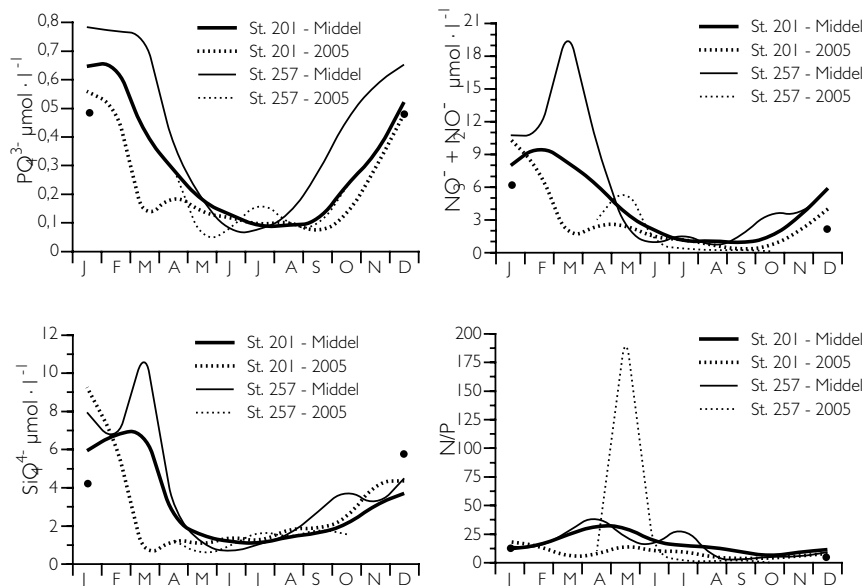 0,8
0,7
0,6
0,5
0,4
0,3
0,2
0,1
0
PO4 3- µmol · l-1
J F M A M J J A S O N D
St. 201 - Middel
St. 201 - 2005
St. 257 - Middel
St. 257 - 2005
21
18
15
12
9
6
3
0
NO3- + NO2- µmol · l-1
J F M A M J J A S O N D
St. 201 - Middel
St. 201 - 2005
St. 257 - Middel
St. 257 - 2005
12
10
8
6
4
2
0
SiO4 4- µmol · l-1
J F M A M J J A S O N D
St. 201 - Middel
St. 201 - 2005
St. 257 - Middel
St. 257 - 2005
200
175
150
125
100
75
50
25
0
N/P
J F M A M J J A S O N D
St. 201 - Middel
St. 201 - 2005
St. 257 - Middel
St. 257 - 2005